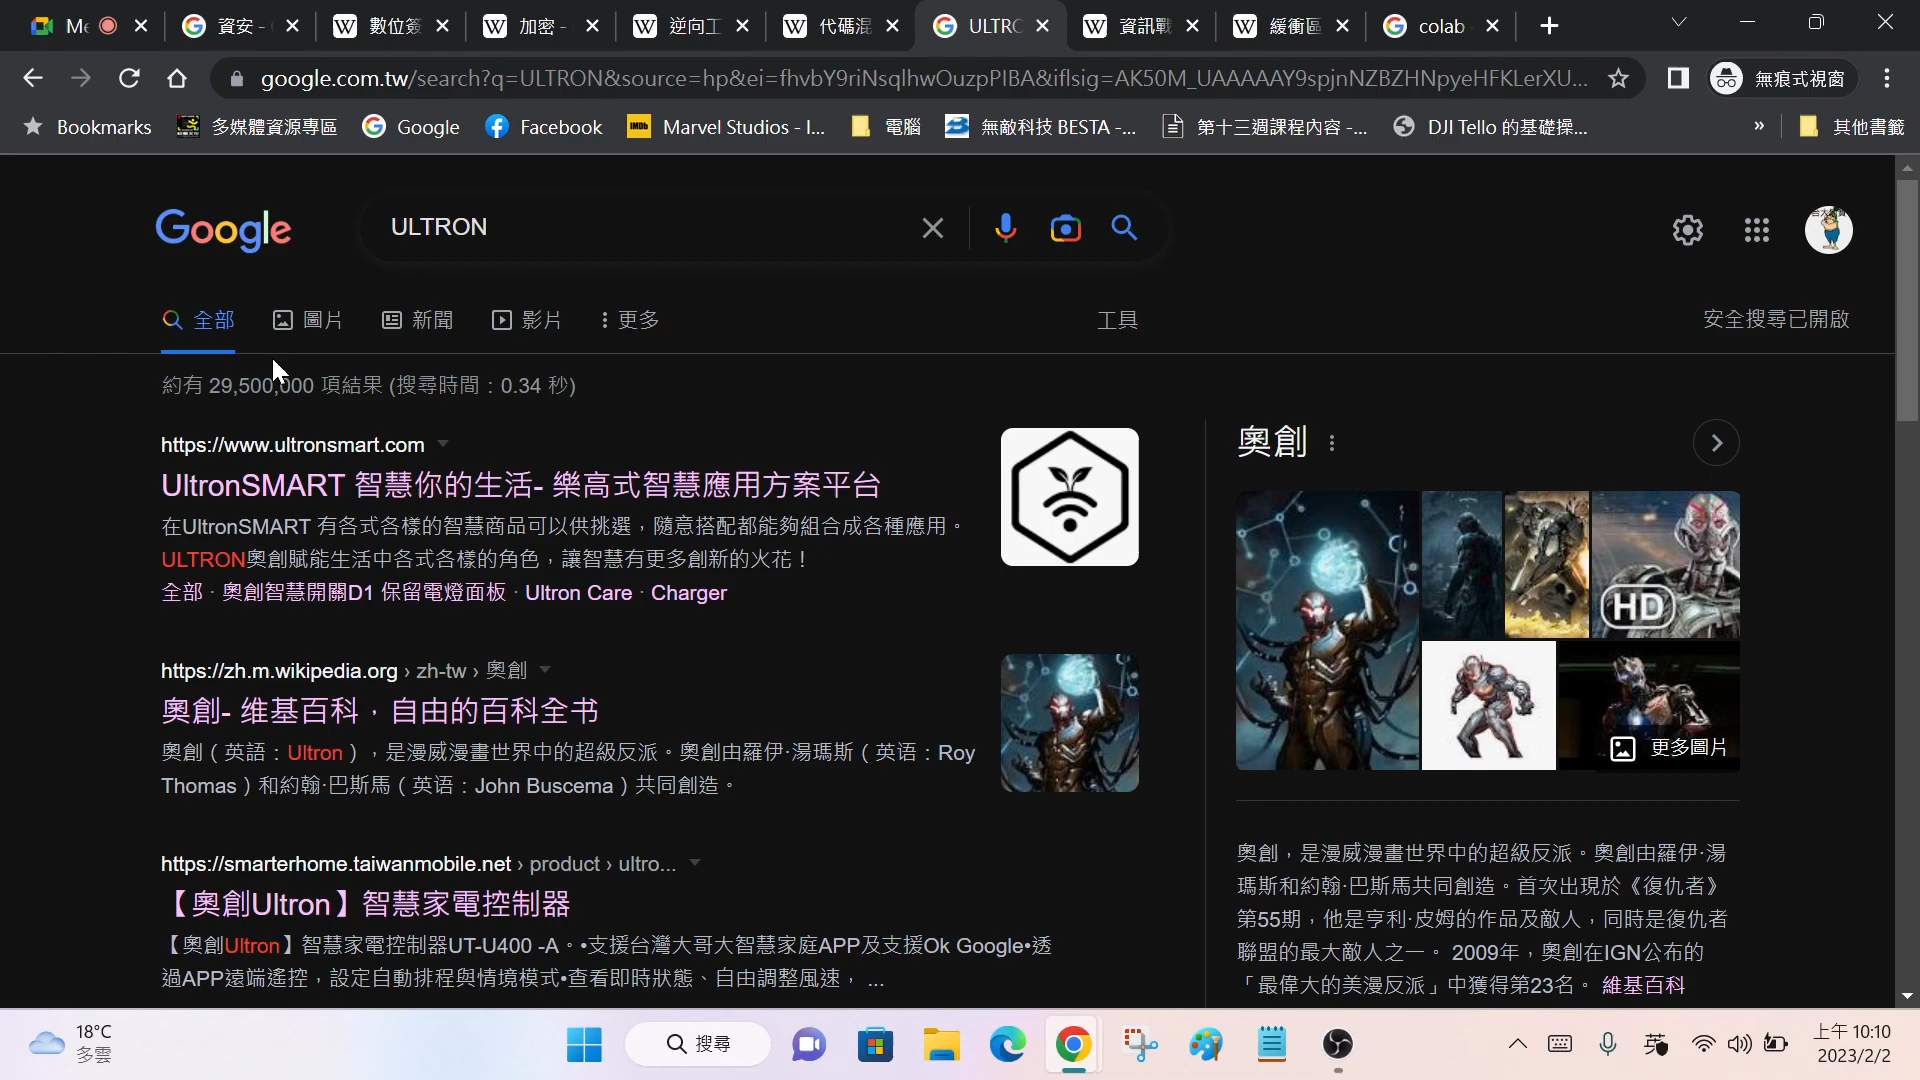 資安 -
數位簽
加密 -
逆向工
代碼混
ULTRO
資訊戰
緩衝區
colab
google.com.tw/search?q=ULTRON&source=hp&ei=fhvbY9riNsqlhwOuzpPIBA&iflsig=AK50M_UAAAAAY9spjnNZBZHNpyeHFKLerXU...
無痕式視窗
Bookmarks
多媒體資源專區
Google
Facebook
Marvel Studios - I...
電腦
無敵科技 BESTA -...
第十三週課程內容 -...
DJI Tello 的基礎操...
»
其他書籤
Google
ULTRON
全部
圖片
新聞
影片
更多
工具
安全搜尋已開啟
約有 29,500,000 項結果 (搜尋時間:0.34 秒)
https://www.ultronsmart.com
UltronSMART 智慧你的生活- 樂高式智慧應用方案平台
在UltronSMART 有各式各樣的智慧商品可以供挑選,隨意搭配都能夠組合成各種應用。
ULTRON奧創賦能生活中各式各樣的角色,讓智慧有更多創新的火花!
全部 · 奧創智慧開關D1 保留電燈面板 · Ultron Care · Charger
https://zh.m.wikipedia.org › zh-tw › 奧創
奧創- 维基百科,自由的百科全书
奧創(英語:Ultron),是漫威漫畫世界中的超級反派。奧創由羅伊·湯瑪斯(英语:Roy
Thomas)和約翰·巴斯馬(英语:John Buscema)共同創造。
https://smarterhome.taiwanmobile.net › product › ultro...
【奧創Ultron】智慧家電控制器
【奧創Ultron】智慧家電控制器UT-U400 -A。•支援台灣大哥大智慧家庭APP及支援Ok Google•透
過APP遠端遙控,設定自動排程與情境模式•查看即時狀態、自由調整風速, ...
奧創
HD
更多圖片
奧創,是漫威漫畫世界中的超級反派。奧創由羅伊·湯
瑪斯和約翰·巴斯馬共同創造。首次出現於《復仇者》
第55期,他是亨利·皮姆的作品及敵人,同時是復仇者
聯盟的最大敵人之一。 2009年,奧創在IGN公布的
「最偉大的美漫反派」中獲得第23名。 維基百科
18°C
多雲
搜尋
英
上午 10:10
2023/2/2